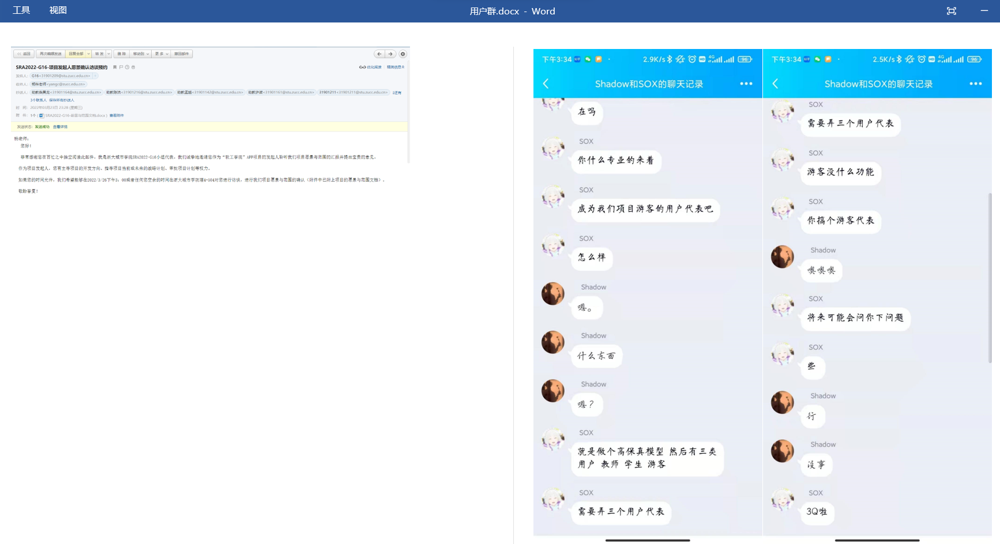 工具 视图 用户群.docx - Word
<< 返回 再次编辑发送 回复全部 转发 删除 移动到 更多 撤回邮件
SRA2022-G16-项目发起人愿景确认访谈预约
优化阅读 精简信息
发件人: G16<31901209@stu.zucc.edu.cn>
收件人: 杨枨老师<yangc@zucc.edu.cn>
抄送人: 助教<31901164@stu.zucc.edu.cn> 助教<31901216@stu.zucc.edu.cn> 助教<31901142@stu.zucc.edu.cn> 助教<31901161@stu.zucc.edu.cn> 31901211<31901211@stu.zucc.edu.cn> 还有
3个联系人 保存所有抄送人
时 间: 2022年03月23日 23:28 (星期三)
附 件: 1个 ( SRA2022-G16-前景与范围文档.docx ) 查看附件
发送状态: 发送成功 查看详情
杨老师:
您好!
非常感谢您在百忙之中抽空阅读此邮件，我是浙大城市学院SRA2022-G16小组代表。我们诚挚地邀请您作为“软工学院”APP项目的发起人聆听我们项目愿景与范围的汇报并提出宝贵的意见。
作为项目发起人，您有主导项目的开发方向、指导项目当前或未来的战略计划、审批项目计划等权力。
如果您的时间允许，我们希望能够在2022/3/26下午3：00或者任何您空余的时间在浙大城市学院理4-504对您进行访谈，进行我们项目愿景与范围的确认（附件中已附上项目的愿景与范围文档）。
敬盼答复!
下午3:34 2.9K/s HD 4G 96
Shadow和SOX的聊天记录
在吗
SOX
你什么专业的来着
SOX
成为我们项目游客的用户代表吧
SOX
怎么样
Shadow
嗯。
Shadow
什么东西
Shadow
嗯？
SOX
就是做个高保真模型 然后有三类
用户 教师 学生 游客
SOX
需要弄三个用户代表
下午3:34 2.5K/s HD 4G 96
Shadow和SOX的聊天记录
SOX
需要弄三个用户代表
SOX
游客没什么功能
SOX
你搞个游客代表
Shadow
噢噢噢
SOX
将来可能会问你下问题
SOX
些
Shadow
行
Shadow
没事
SOX
3Q啦